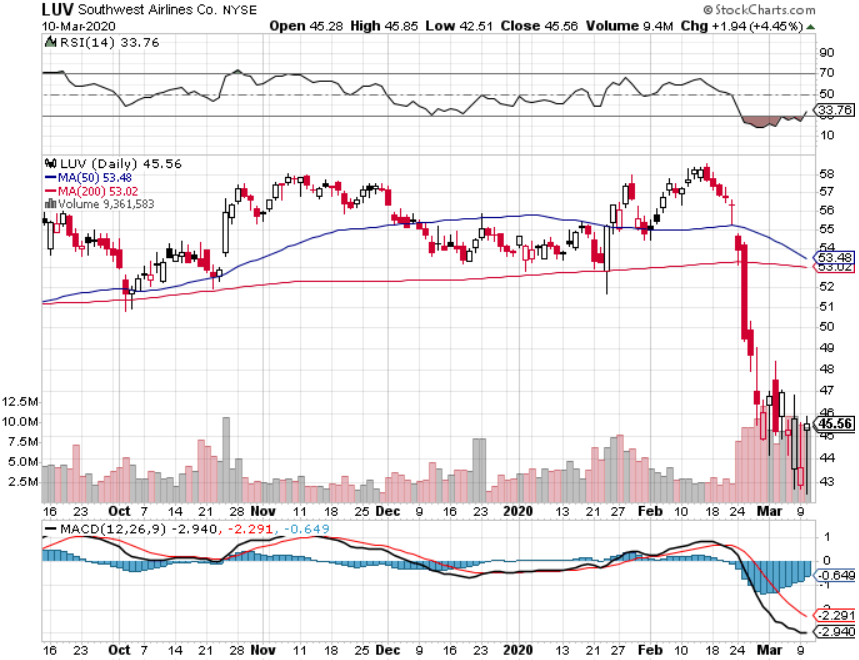 LUV Southwest Airlines Co. NYSE © StockCharts.com
10-Mar-2020 Open 45.28 High 45.85 Low 42.51 Close 45.56 Volume 9.4M Chg +1.94 (+4.45%)
RSI(14) 33.76
90
70
50
33.76
10
LUV (Daily) 45.56
MA(50) 53.48
MA(200) 53.02
Volume 9,361,583
58
57
56
55
54
53.48
53.02
52
51
50
49
48
47
46
45.56
45
44
43
12.5M
10.0M
7.5M
5.0M
2.5M
16 23 Oct 7 14 21 28 Nov 11 18 25 Dec 9 16 23 2020 13 21 27 Feb 10 18 24 Mar 9
MACD(12,26,9) -2.940, -2.291, -0.649
1
0
-0.649
-2.291
-2.940
16 23 Oct 7 14 21 28 Nov 11 18 25 Dec 9 16 23 2020 13 21 27 Feb 10 18 24 Mar 9